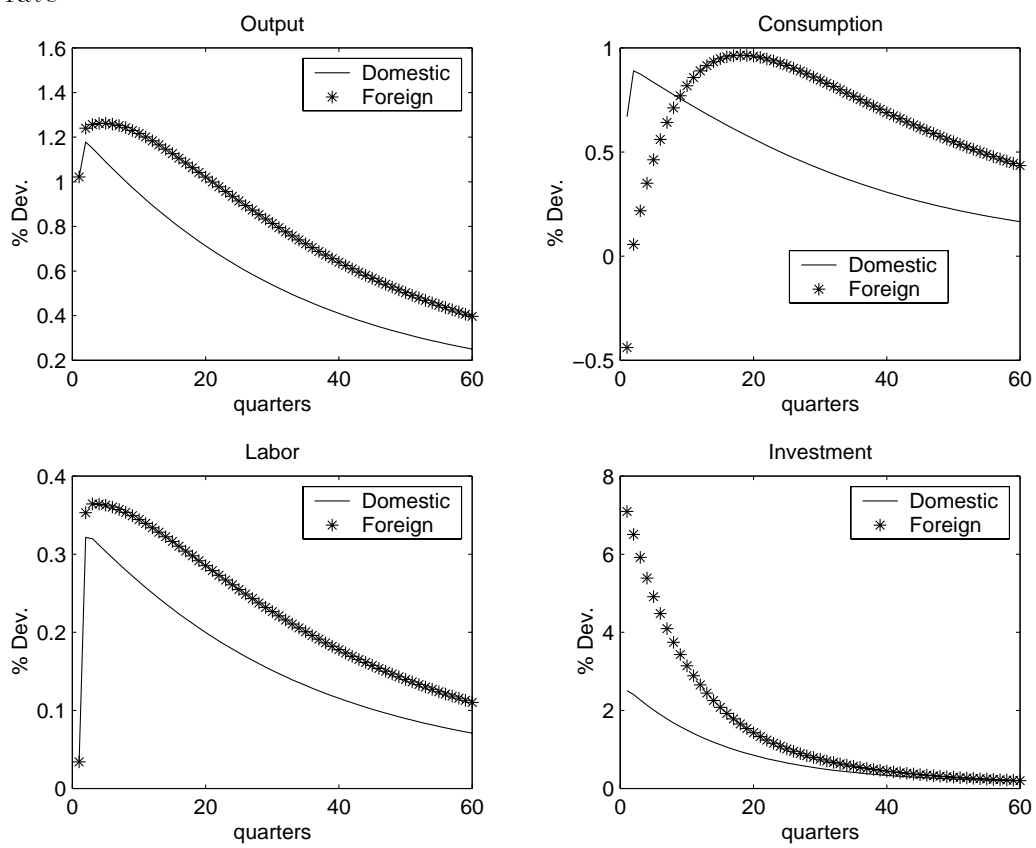 Output
1.6
1.4
1.2
1
0.8
0.6
0.4
0.2
% Dev.
0 20 40 60
quarters
Domestic
Foreign
Consumption
1
0.5
0
−0.5
% Dev.
0 20 40 60
quarters
Domestic
Foreign
Labor
0.4
0.3
0.2
0.1
0
% Dev.
0 20 40 60
quarters
Domestic
Foreign
Investment
8
6
4
2
0
% Dev.
0 20 40 60
quarters
Domestic
Foreign